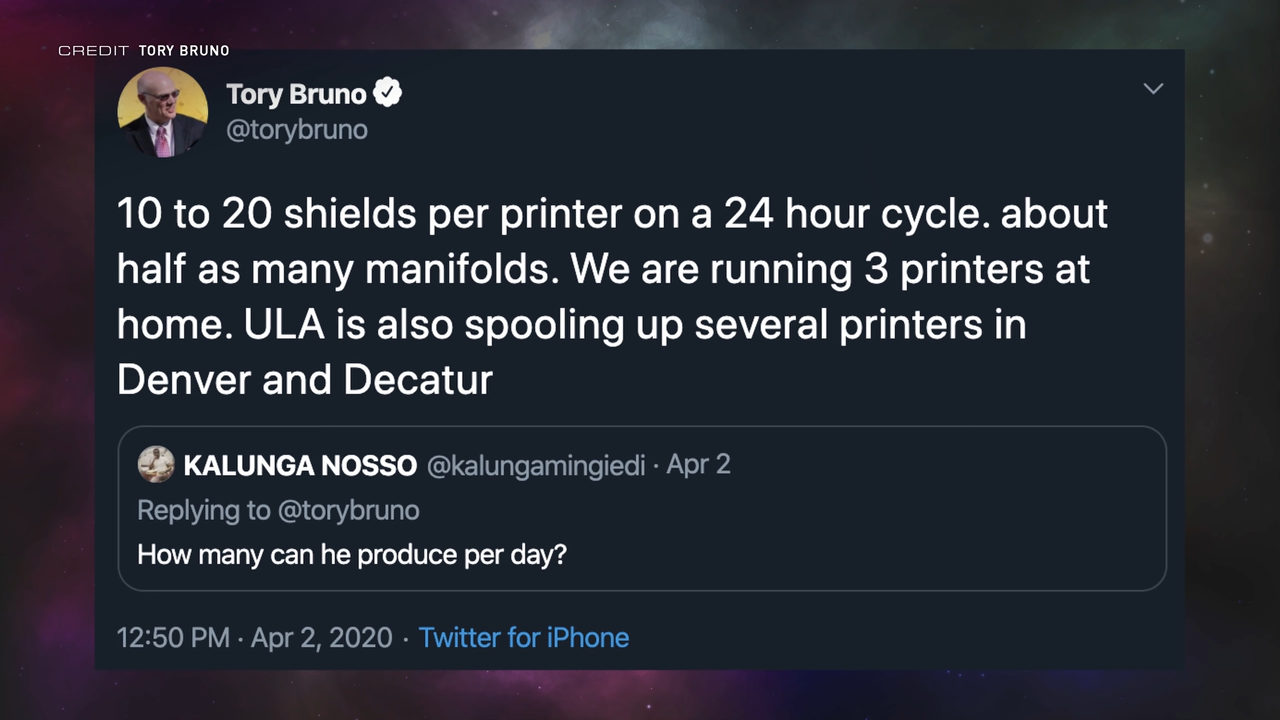 CREDIT TORY BRUNO
Tory Bruno
@torybruno
10 to 20 shields per printer on a 24 hour cycle. about
half as many manifolds. We are running 3 printers at
home. ULA is also spooling up several printers in
Denver and Decatur
KALUNGA NOSSO @kalungamingiedi · Apr 2
Replying to @torybruno
How many can he produce per day?
12:50 PM · Apr 2, 2020 · Twitter for iPhone